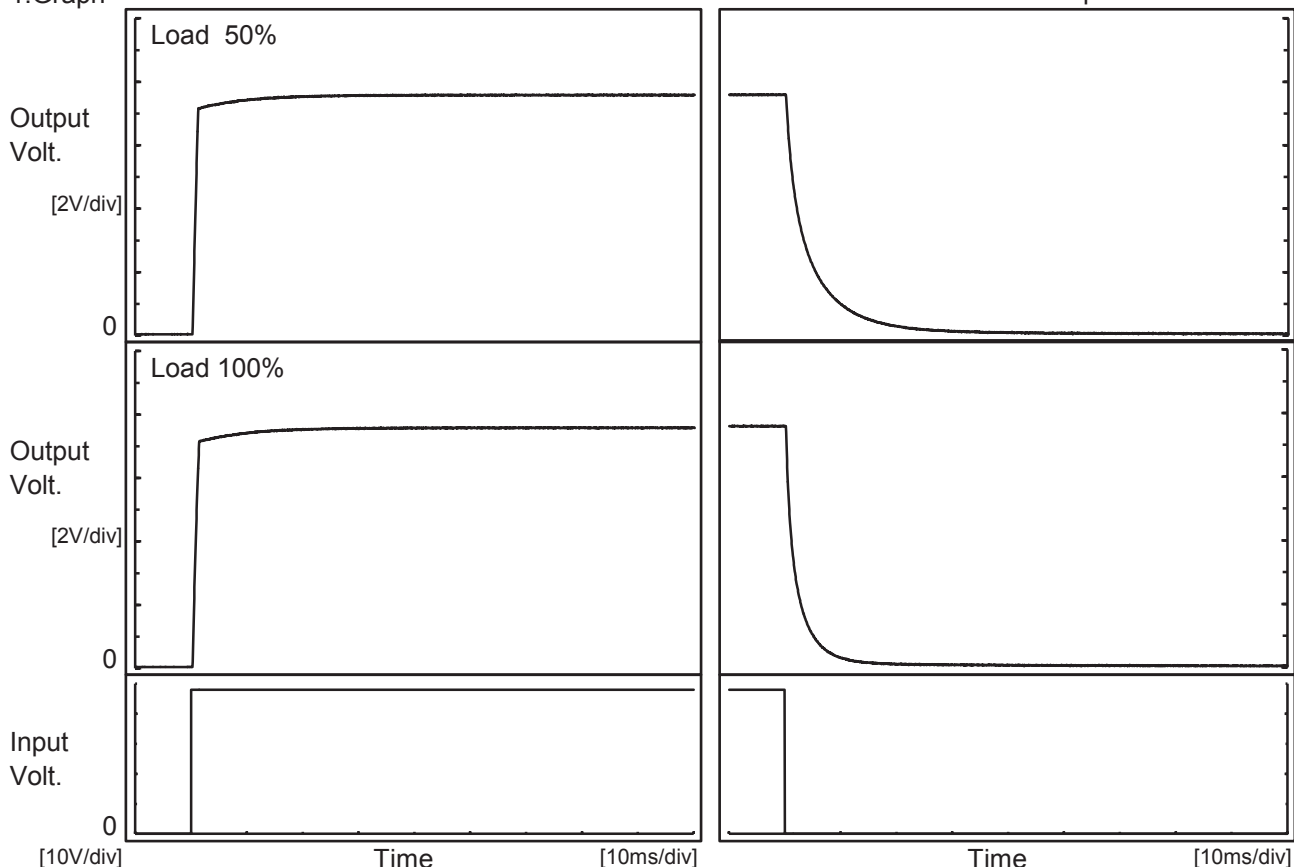 Load 50%
Output
Volt.
[2V/div]
0
Load 100%
Output
Volt.
[2V/div]
0
Input
Volt.
0
[10V/div]
Time
[10ms/div]
Time
[10ms/div]